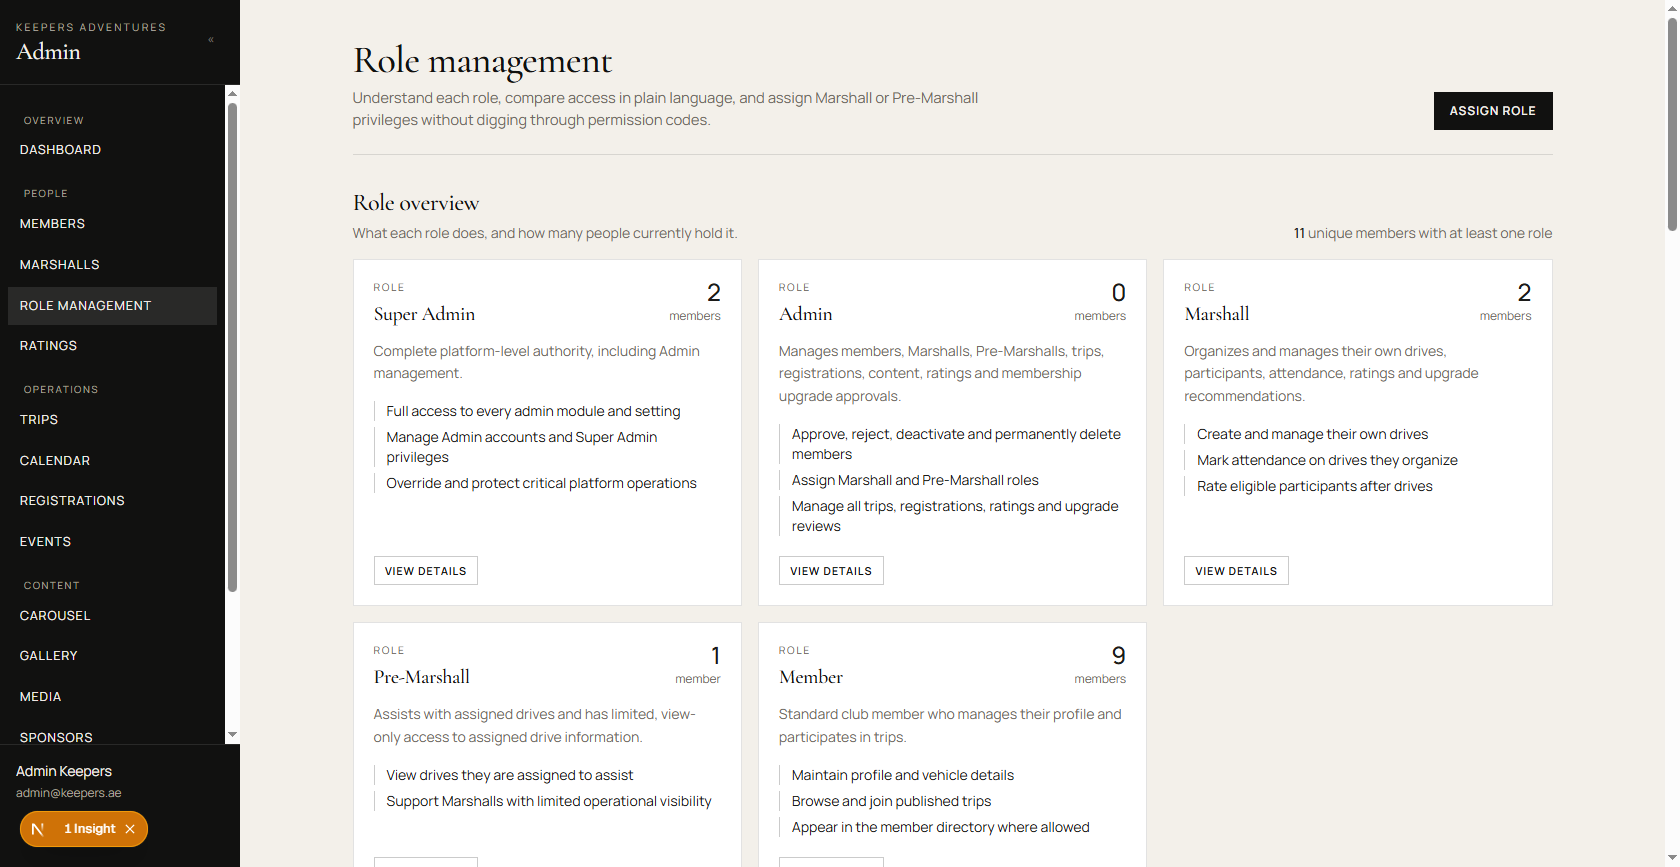 KEEPERS ADVENTURES
Admin
«
OVERVIEW
DASHBOARD
PEOPLE
MEMBERS
MARSHALLS
ROLE MANAGEMENT
RATINGS
OPERATIONS
TRIPS
CALENDAR
REGISTRATIONS
EVENTS
CONTENT
CAROUSEL
GALLERY
MEDIA
SPONSORS
Admin Keepers
admin@keepers.ae
N 1 Insight ×
Role management
Understand each role, compare access in plain language, and assign Marshall or Pre-Marshall
privileges without digging through permission codes.
ASSIGN ROLE
Role overview
What each role does, and how many people currently hold it.
11 unique members with at least one role
ROLE
Super Admin
2
members
Complete platform-level authority, including Admin
management.
Full access to every admin module and setting
Manage Admin accounts and Super Admin
privileges
Override and protect critical platform operations
VIEW DETAILS
ROLE
Admin
0
members
Manages members, Marshalls, Pre-Marshalls, trips,
registrations, content, ratings and membership
upgrade approvals.
Approve, reject, deactivate and permanently delete
members
Assign Marshall and Pre-Marshall roles
Manage all trips, registrations, ratings and upgrade
reviews
VIEW DETAILS
ROLE
Marshall
2
members
Organizes and manages their own drives,
participants, attendance, ratings and upgrade
recommendations.
Create and manage their own drives
Mark attendance on drives they organize
Rate eligible participants after drives
VIEW DETAILS
ROLE
Pre-Marshall
1
member
Assists with assigned drives and has limited, view-
only access to assigned drive information.
View drives they are assigned to assist
Support Marshalls with limited operational visibility
ROLE
Member
9
members
Standard club member who manages their profile and
participates in trips.
Maintain profile and vehicle details
Browse and join published trips
Appear in the member directory where allowed